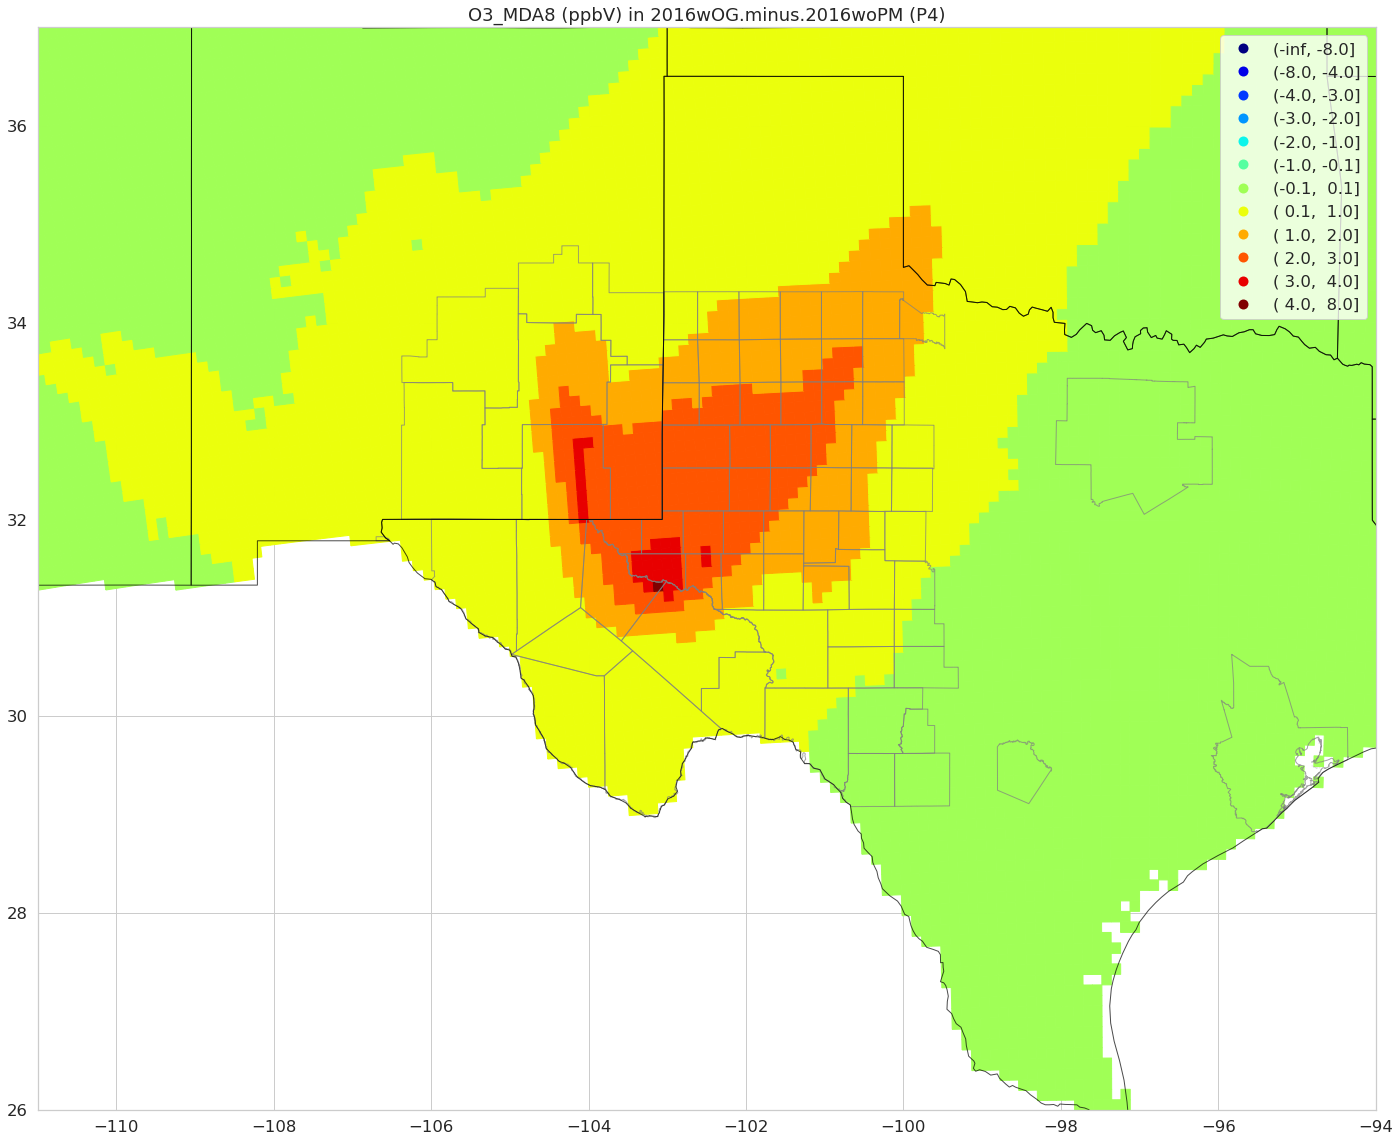 O3_MDA8 (ppbV) in 2016wOG.minus.2016woPM (P4)
(-inf, -8.0]
(-8.0, -4.0]
(-4.0, -3.0]
(-3.0, -2.0]
(-2.0, -1.0]
(-1.0, -0.1]
(-0.1,  0.1]
( 0.1,  1.0]
( 1.0,  2.0]
( 2.0,  3.0]
( 3.0,  4.0]
( 4.0,  8.0]
36
34
32
30
28
26
−110 −108 −106 −104 −102 −100 −98 −96 −94